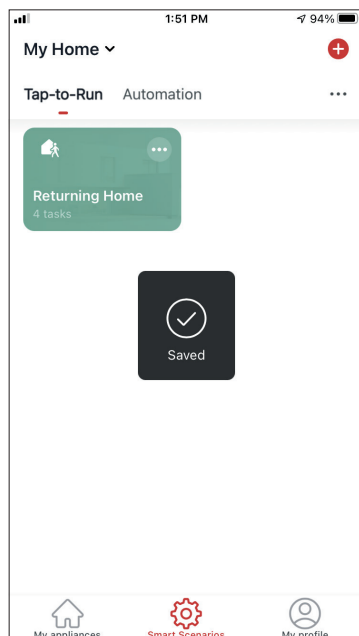 1:51 PM
94%
My Home
Tap-to-Run Automation
Returning Home
4 tasks
Saved
My appliances Smart Scenarios My profile